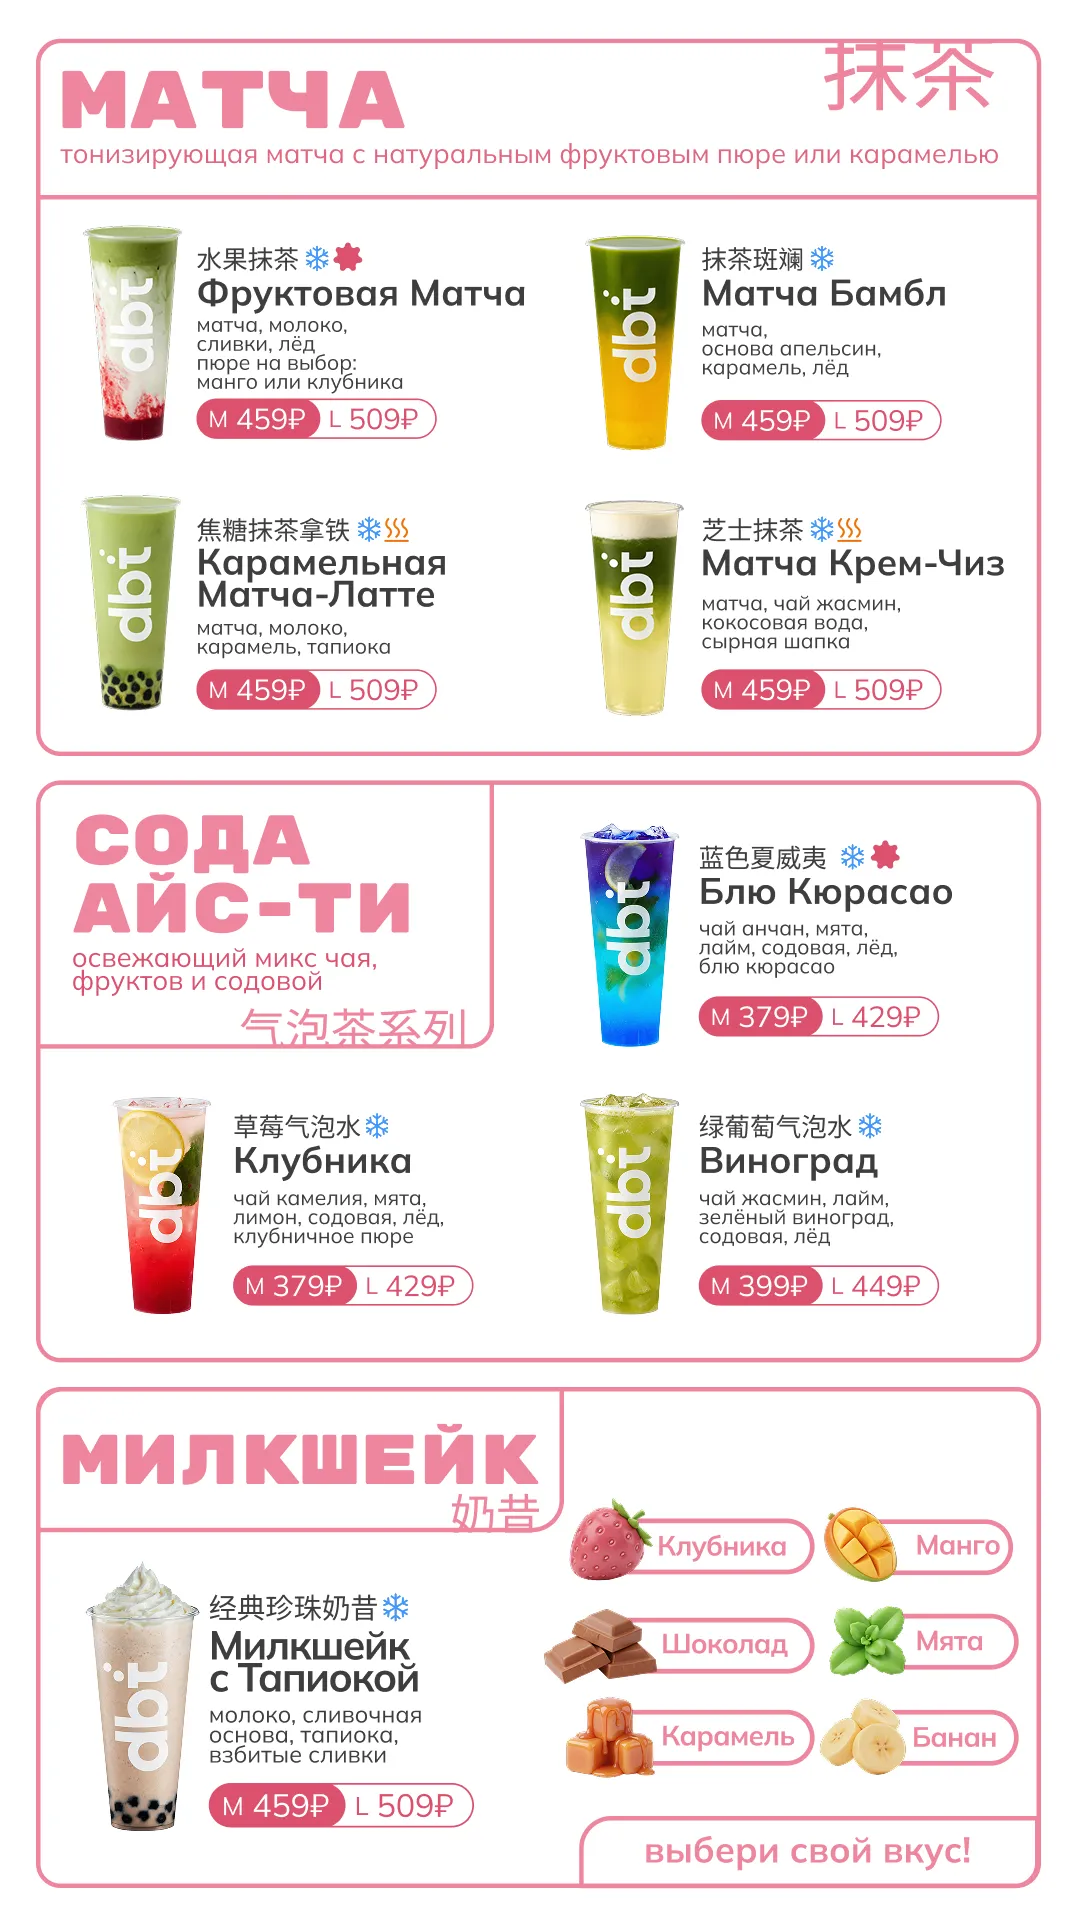 МАТЧА
抹茶
тонизирующая матча с натуральным фруктовым пюре или карамелью
dbt
水果抹茶
Фруктовая Матча
матча, молоко,
сливки, лёд
пюре на выбор:
манго или клубника
M 459₽ L 509₽
dbt
抹茶斑斓
Матча Бамбл
матча,
основа апельсин,
карамель, лёд
M 459₽ L 509₽
dbt
焦糖抹茶拿铁
Карамельная
Матча-Латте
матча, молоко,
карамель, тапиока
M 459₽ L 509₽
dbt
芝士抹茶
Матча Крем-Чиз
матча, чай жасмин,
кокосовая вода,
сырная шапка
M 459₽ L 509₽
СОДА
АЙС-ТИ
освежающий микс чая,
фруктов и содовой
气泡茶系列
dbt
蓝色夏威夷
Блю Кюрасао
чай анчан, мята,
лайм, содовая, лёд,
блю кюрасао
M 379₽ L 429₽
dbt
草莓气泡水
Клубника
чай камелия, мята,
лимон, содовая, лёд,
клубничное пюре
M 379₽ L 429₽
dbt
绿葡萄气泡水
Виноград
чай жасмин, лайм,
зелёный виноград,
содовая, лёд
M 399₽ L 449₽
МИЛКШЕЙК
奶昔
dbt
经典珍珠奶昔
Милкшейк
с Тапиокой
молоко, сливочная
основа, тапиока,
взбитые сливки
M 459₽ L 509₽
Клубника
Манго
Шоколад
Мята
Карамель
Банан
выбери свой вкус!